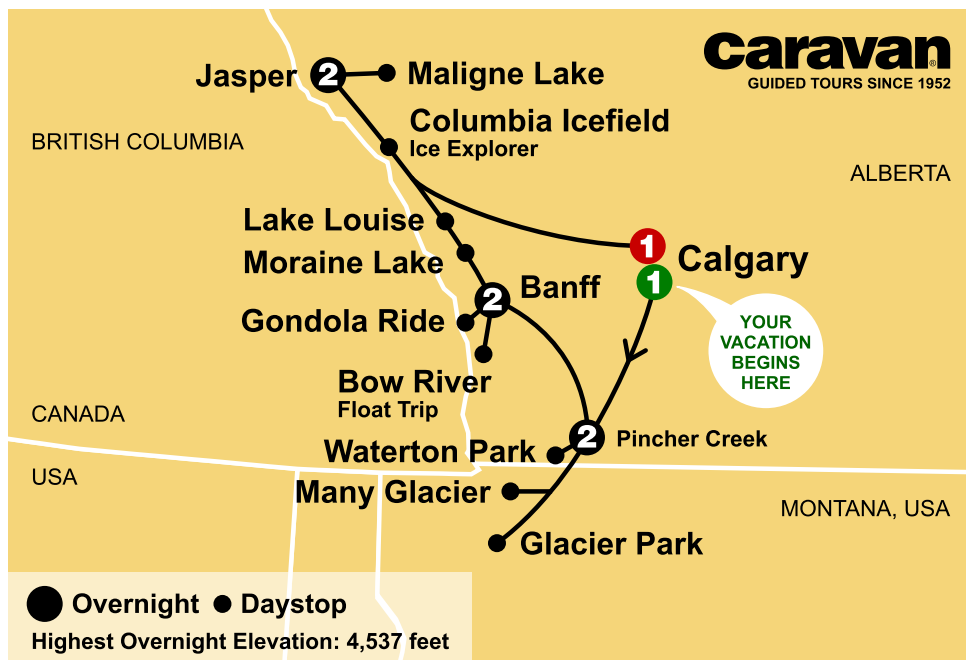 Caravan®
GUIDED TOURS SINCE 1952
Jasper
2
Maligne Lake
Columbia Icefield
Ice Explorer
BRITISH COLUMBIA
ALBERTA
Lake Louise
Moraine Lake
1
Calgary
1
Banff
2
Gondola Ride
YOUR
VACATION
BEGINS
HERE
Bow River
Float Trip
CANADA
2
Pincher Creek
Waterton Park
USA
Many Glacier
MONTANA, USA
Glacier Park
Overnight
Daystop
Highest Overnight Elevation: 4,537 feet